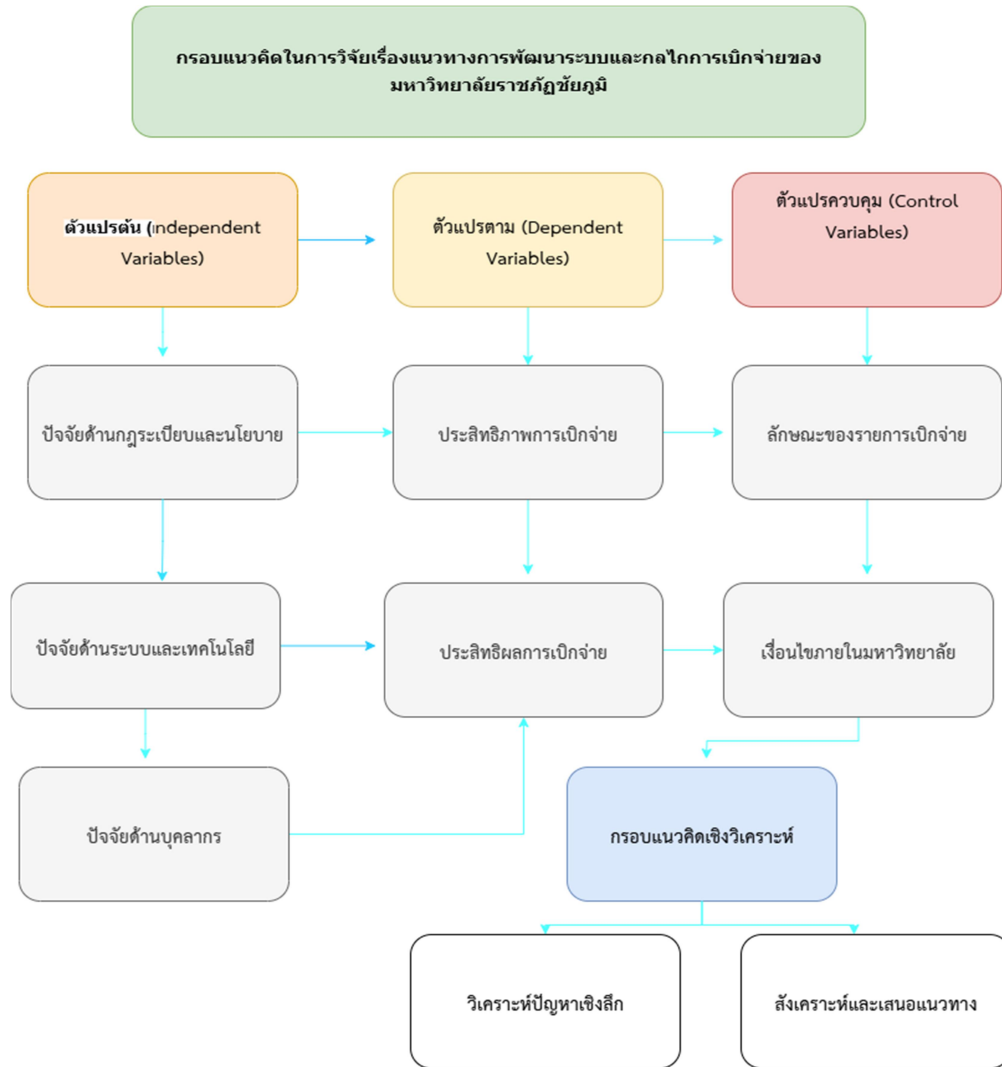 กรอบแนวคิดในการวิจัยเรื่องแนวทางการพัฒนาระบบและกลไกการเบิกจ่ายของ
มหาวิทยาลัยราชภัฏชัยภูมิ
ตัวแปรต้น (independent
Variables)
ตัวแปรตาม (Dependent
Variables)
ตัวแปรควบคุม (Control
Variables)
ปัจจัยด้านกฎระเบียบและนโยบาย
ประสิทธิภาพการเบิกจ่าย
ลักษณะของรายการเบิกจ่าย
ปัจจัยด้านระบบและเทคโนโลยี
ประสิทธิผลการเบิกจ่าย
เงื่อนไขภายในมหาวิทยาลัย
ปัจจัยด้านบุคลากร
กรอบแนวคิดเชิงวิเคราะห์
วิเคราะห์ปัญหาเชิงลึก
สังเคราะห์และเสนอแนวทาง